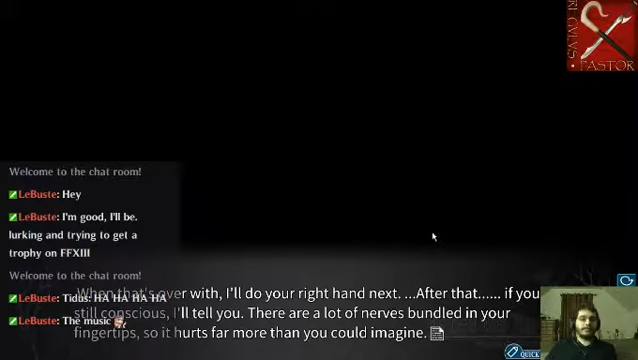 RI CVLVS
PASTOR
Welcome to the chat room!
LeBuste: Hey
LeBuste: I'm good, I'll be.
lurking and trying to get a
trophy on FFXIII
Welcome to the chat room!
LeBuste: Tidus: HA HA HA HA
LeBuste: The music
When that's over with, I'll do your right hand next. ...After that...... if you
still conscious, I'll tell you. There are a lot of nerves bundled in your
fingertips, so it hurts far more than you could imagine.
QUICK